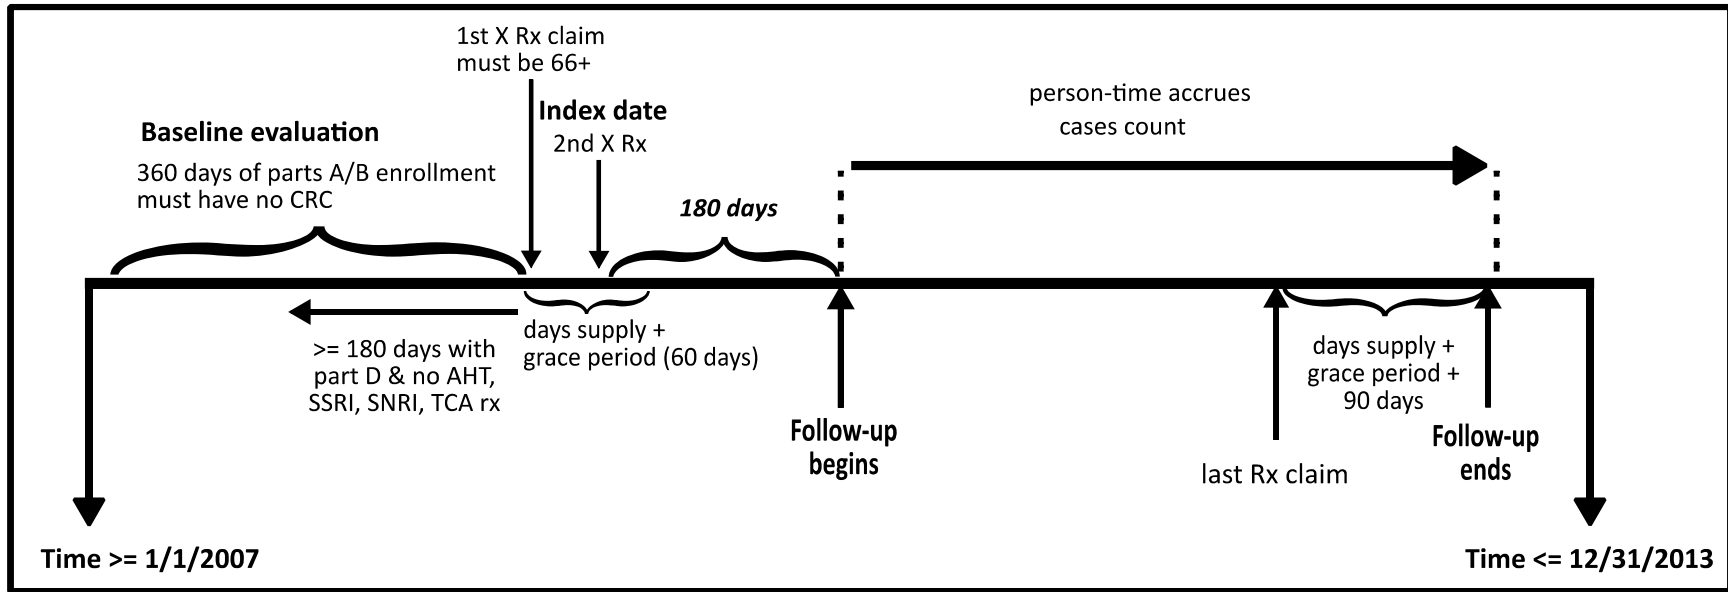 1st X Rx claim
must be 66+
Index date
2nd X Rx
Baseline evaluation
360 days of parts A/B enrollment
must have no CRC
180 days
person-time accrues
cases count
>= 180 days with
part D & no AHT,
SSRI, SNRI, TCA rx
days supply +
grace period (60 days)
Follow-up
begins
last Rx claim
days supply +
grace period +
90 days
Follow-up
ends
Time >= 1/1/2007
Time <= 12/31/2013